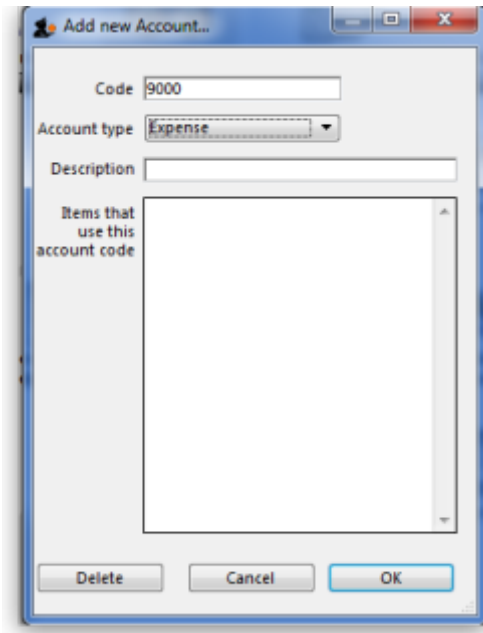 Add new Account...
Code 9000
Account type Expense
Description
Items that
use this
account code
Delete Cancel OK